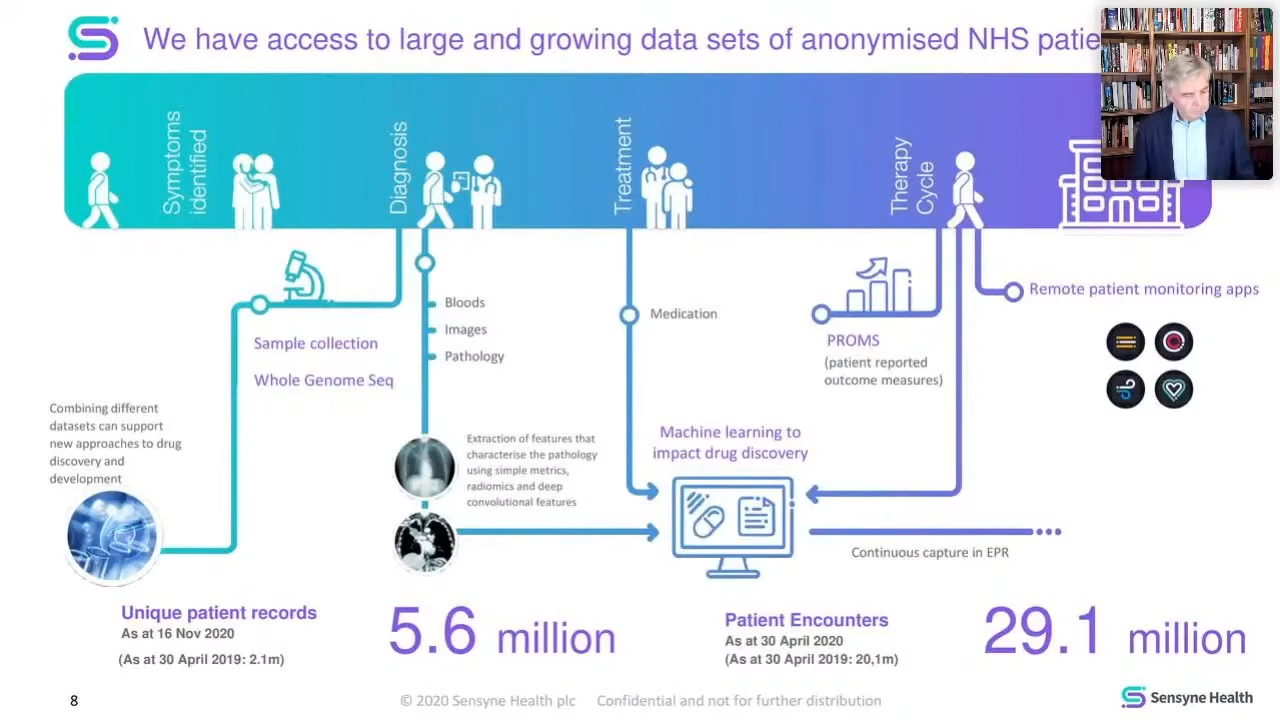 We have access to large and growing data sets of anonymised NHS
Symptoms
identified
Diagnosis
Treatment
Therapy
Cycle
Bloods
Images
Pathology
Sample collection
Whole Genome Seq
Medication
PROMS
(patient reported
outcome measures)
Remote patient monitoring apps
Combining different
datasets can support
new approaches to drug
discovery and
development
Extraction of features that
characterise the pathology
using simple metrics,
radiomics and deep
convolutional features
Machine learning to
impact drug discovery
Continuous capture in EPR
Unique patient records
As at 16 Nov 2020
(As at 30 April 2019: 2.1m)
5.6 million
Patient Encounters
As at 30 April 2020
(As at 30 April 2019: 20,1m)
29.1 million
8
© 2020 Sensyne Health plc Confidential and not for further distribution
Sensyne Health